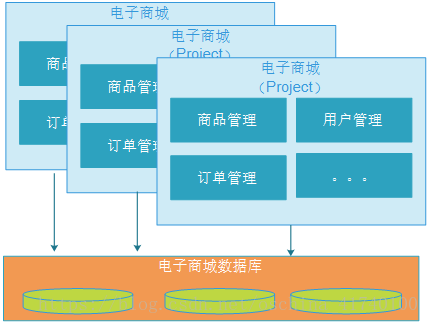 电子商城
商品
订单
电子商城
（Project）
商品管理
订单管理
电子商城
（Project）
商品管理
用户管理
订单管理
。。。
电子商城数据库